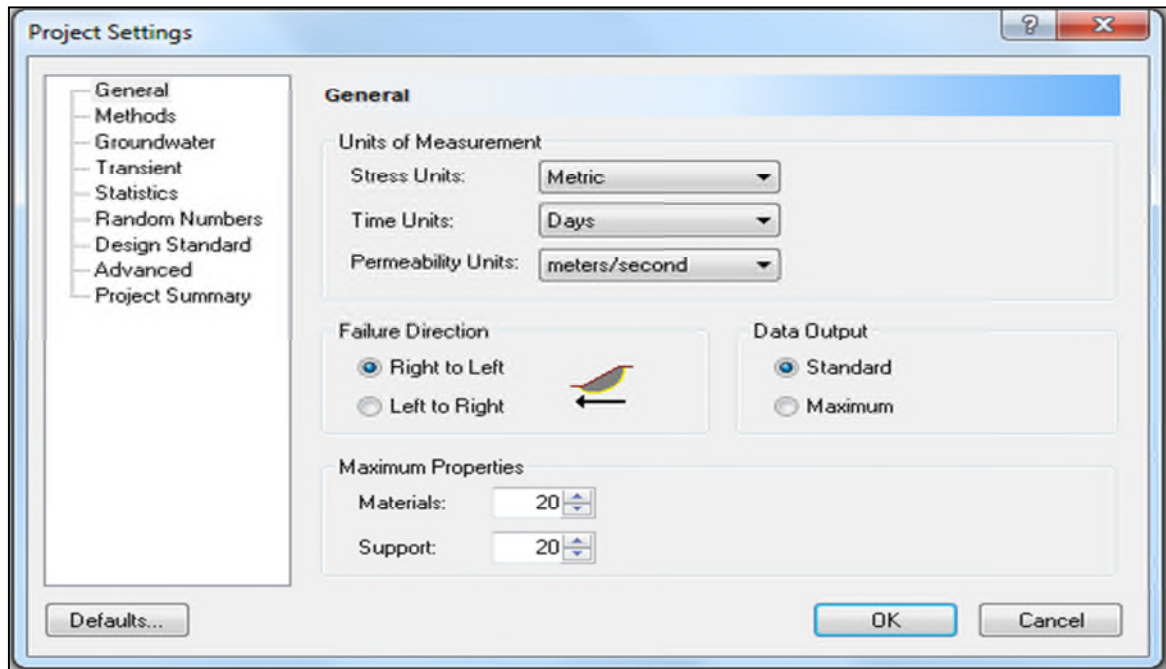 Project Settings
General
Methods
Groundwater
Transient
Statistics
Random Numbers
Design Standard
Advanced
Project Summary
General
Units of Measurement
Stress Units: Metric
Time Units: Days
Permeability Units: meters/second
Failure Direction
Right to Left
Left to Right
Data Output
Standard
Maximum
Maximum Properties
Materials: 20
Support: 20
Defaults...
OK
Cancel